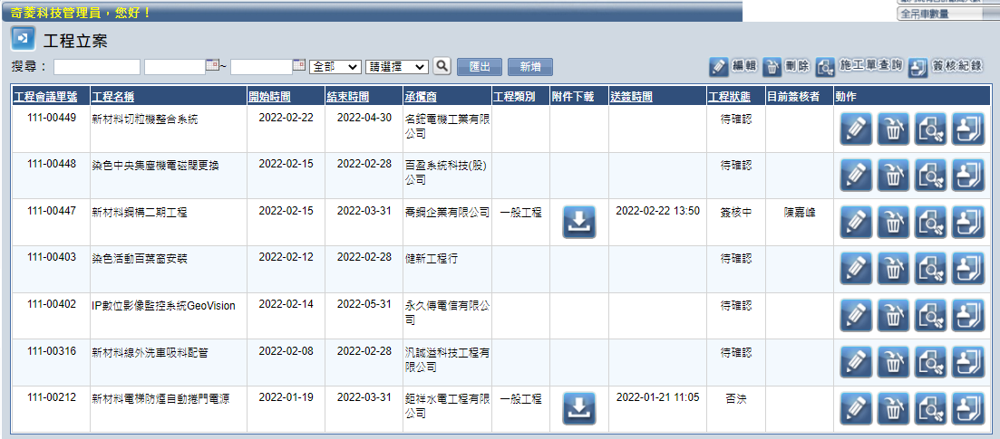 奇菱科技管理員，您好！
全吊車數量
工程立案
搜尋： ~ 全部 請選擇 匯出 新增 編輯 刪除 施工單查詢 簽核紀錄
工程會議單號 工程名稱 開始時間 結束時間 承攬商 工程類別 附件下載 送簽時間 工程狀態 目前簽核者 動作
111-00449 新材料切粒機整合系統 2022-02-22 2022-04-30 名鉅電機工業有限 待確認
公司
111-00448 染色中央集塵機電磁閥更換 2022-02-15 2022-02-28 百盈系統科技(股) 待確認
公司
111-00447 新材料鋼構二期工程 2022-02-15 2022-03-31 喬鋼企業有限公司 一般工程 2022-02-22 13:50 簽核中 陳嘉峰
111-00403 染色活動百葉窗安裝 2022-02-12 2022-02-28 健新工程行 待確認
111-00402 IP數位影像監控系統GeoVision 2022-02-14 2022-05-31 永久傳電信有限公 待確認
司
111-00316 新材料線外洗車吸料配管 2022-02-08 2022-02-28 汎誠溢科技工程有 待確認
限公司
111-00212 新材料電梯防煙自動捲門電源 2022-01-19 2022-03-31 鉅祥水電工程有限 一般工程 2022-01-21 11:05 否決
公司